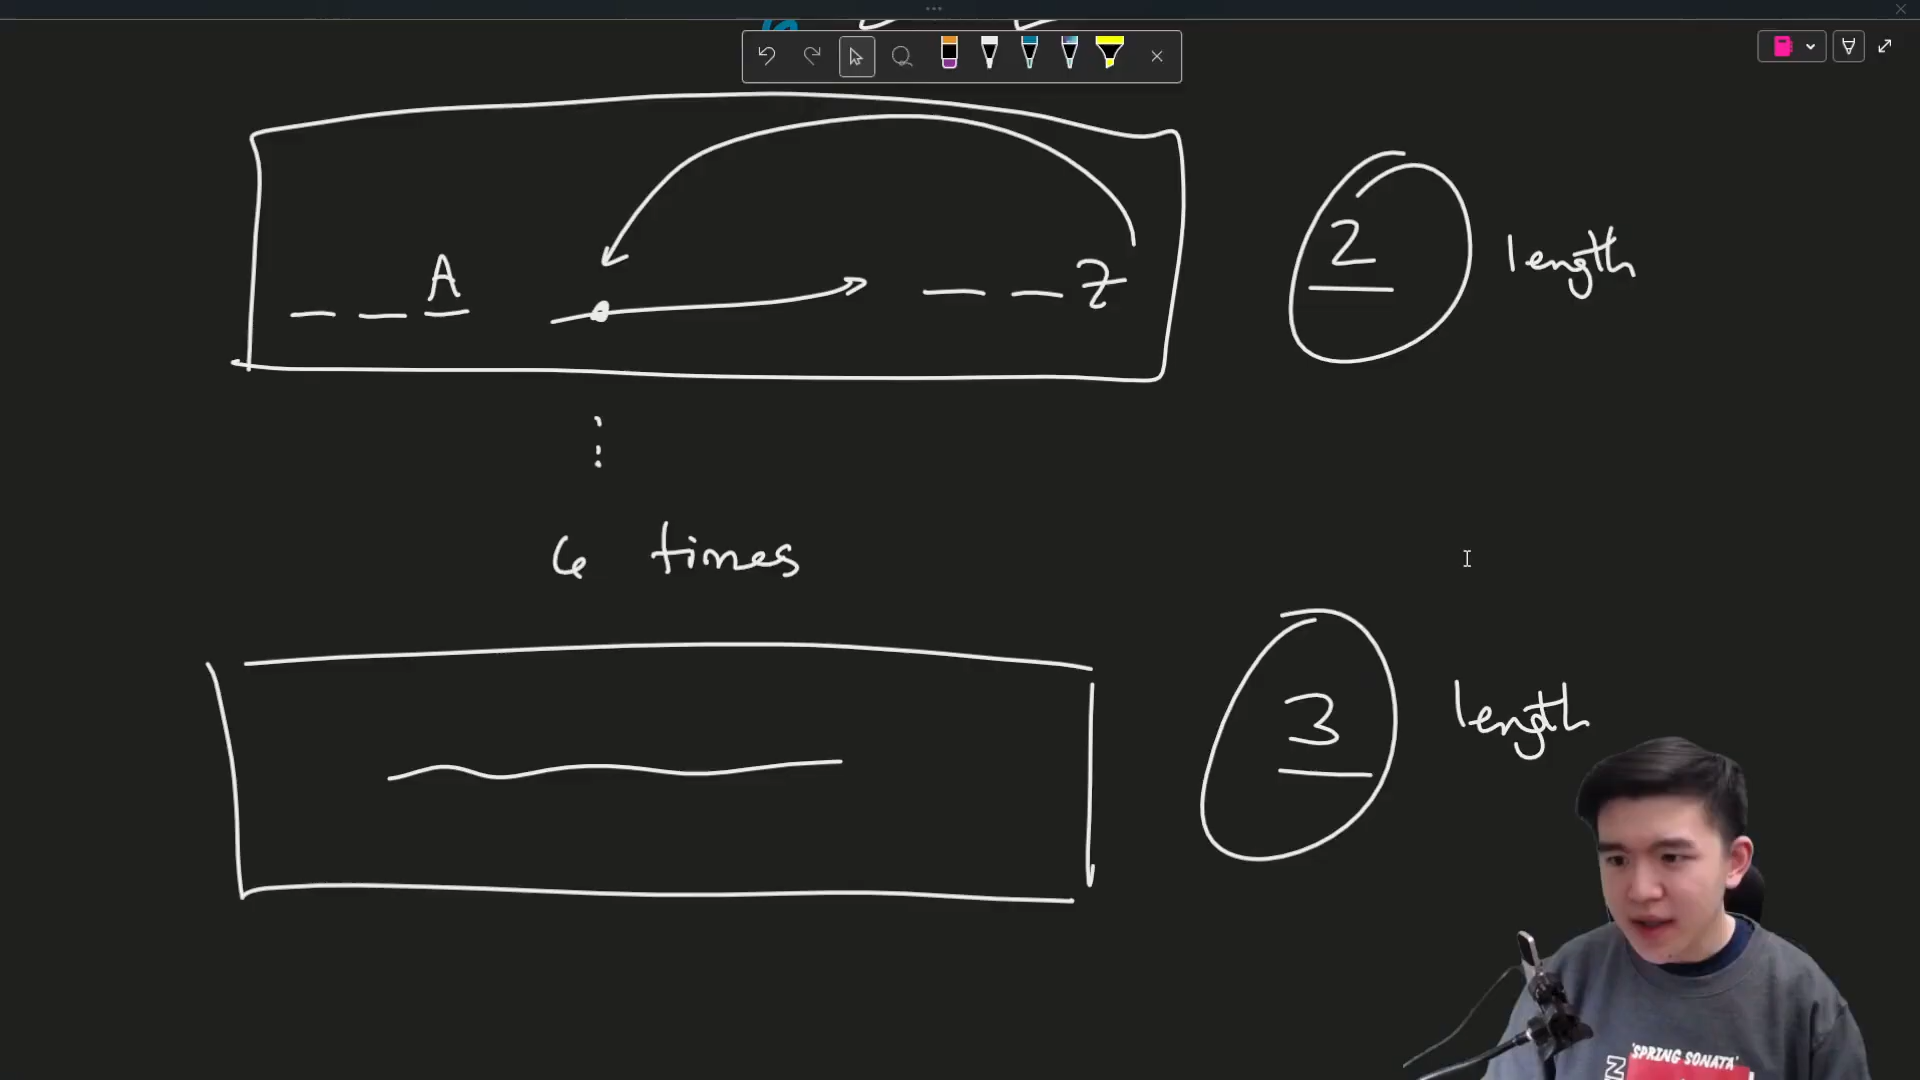 A Z
2 length
6 times
3 length
'SPRING SONATA'